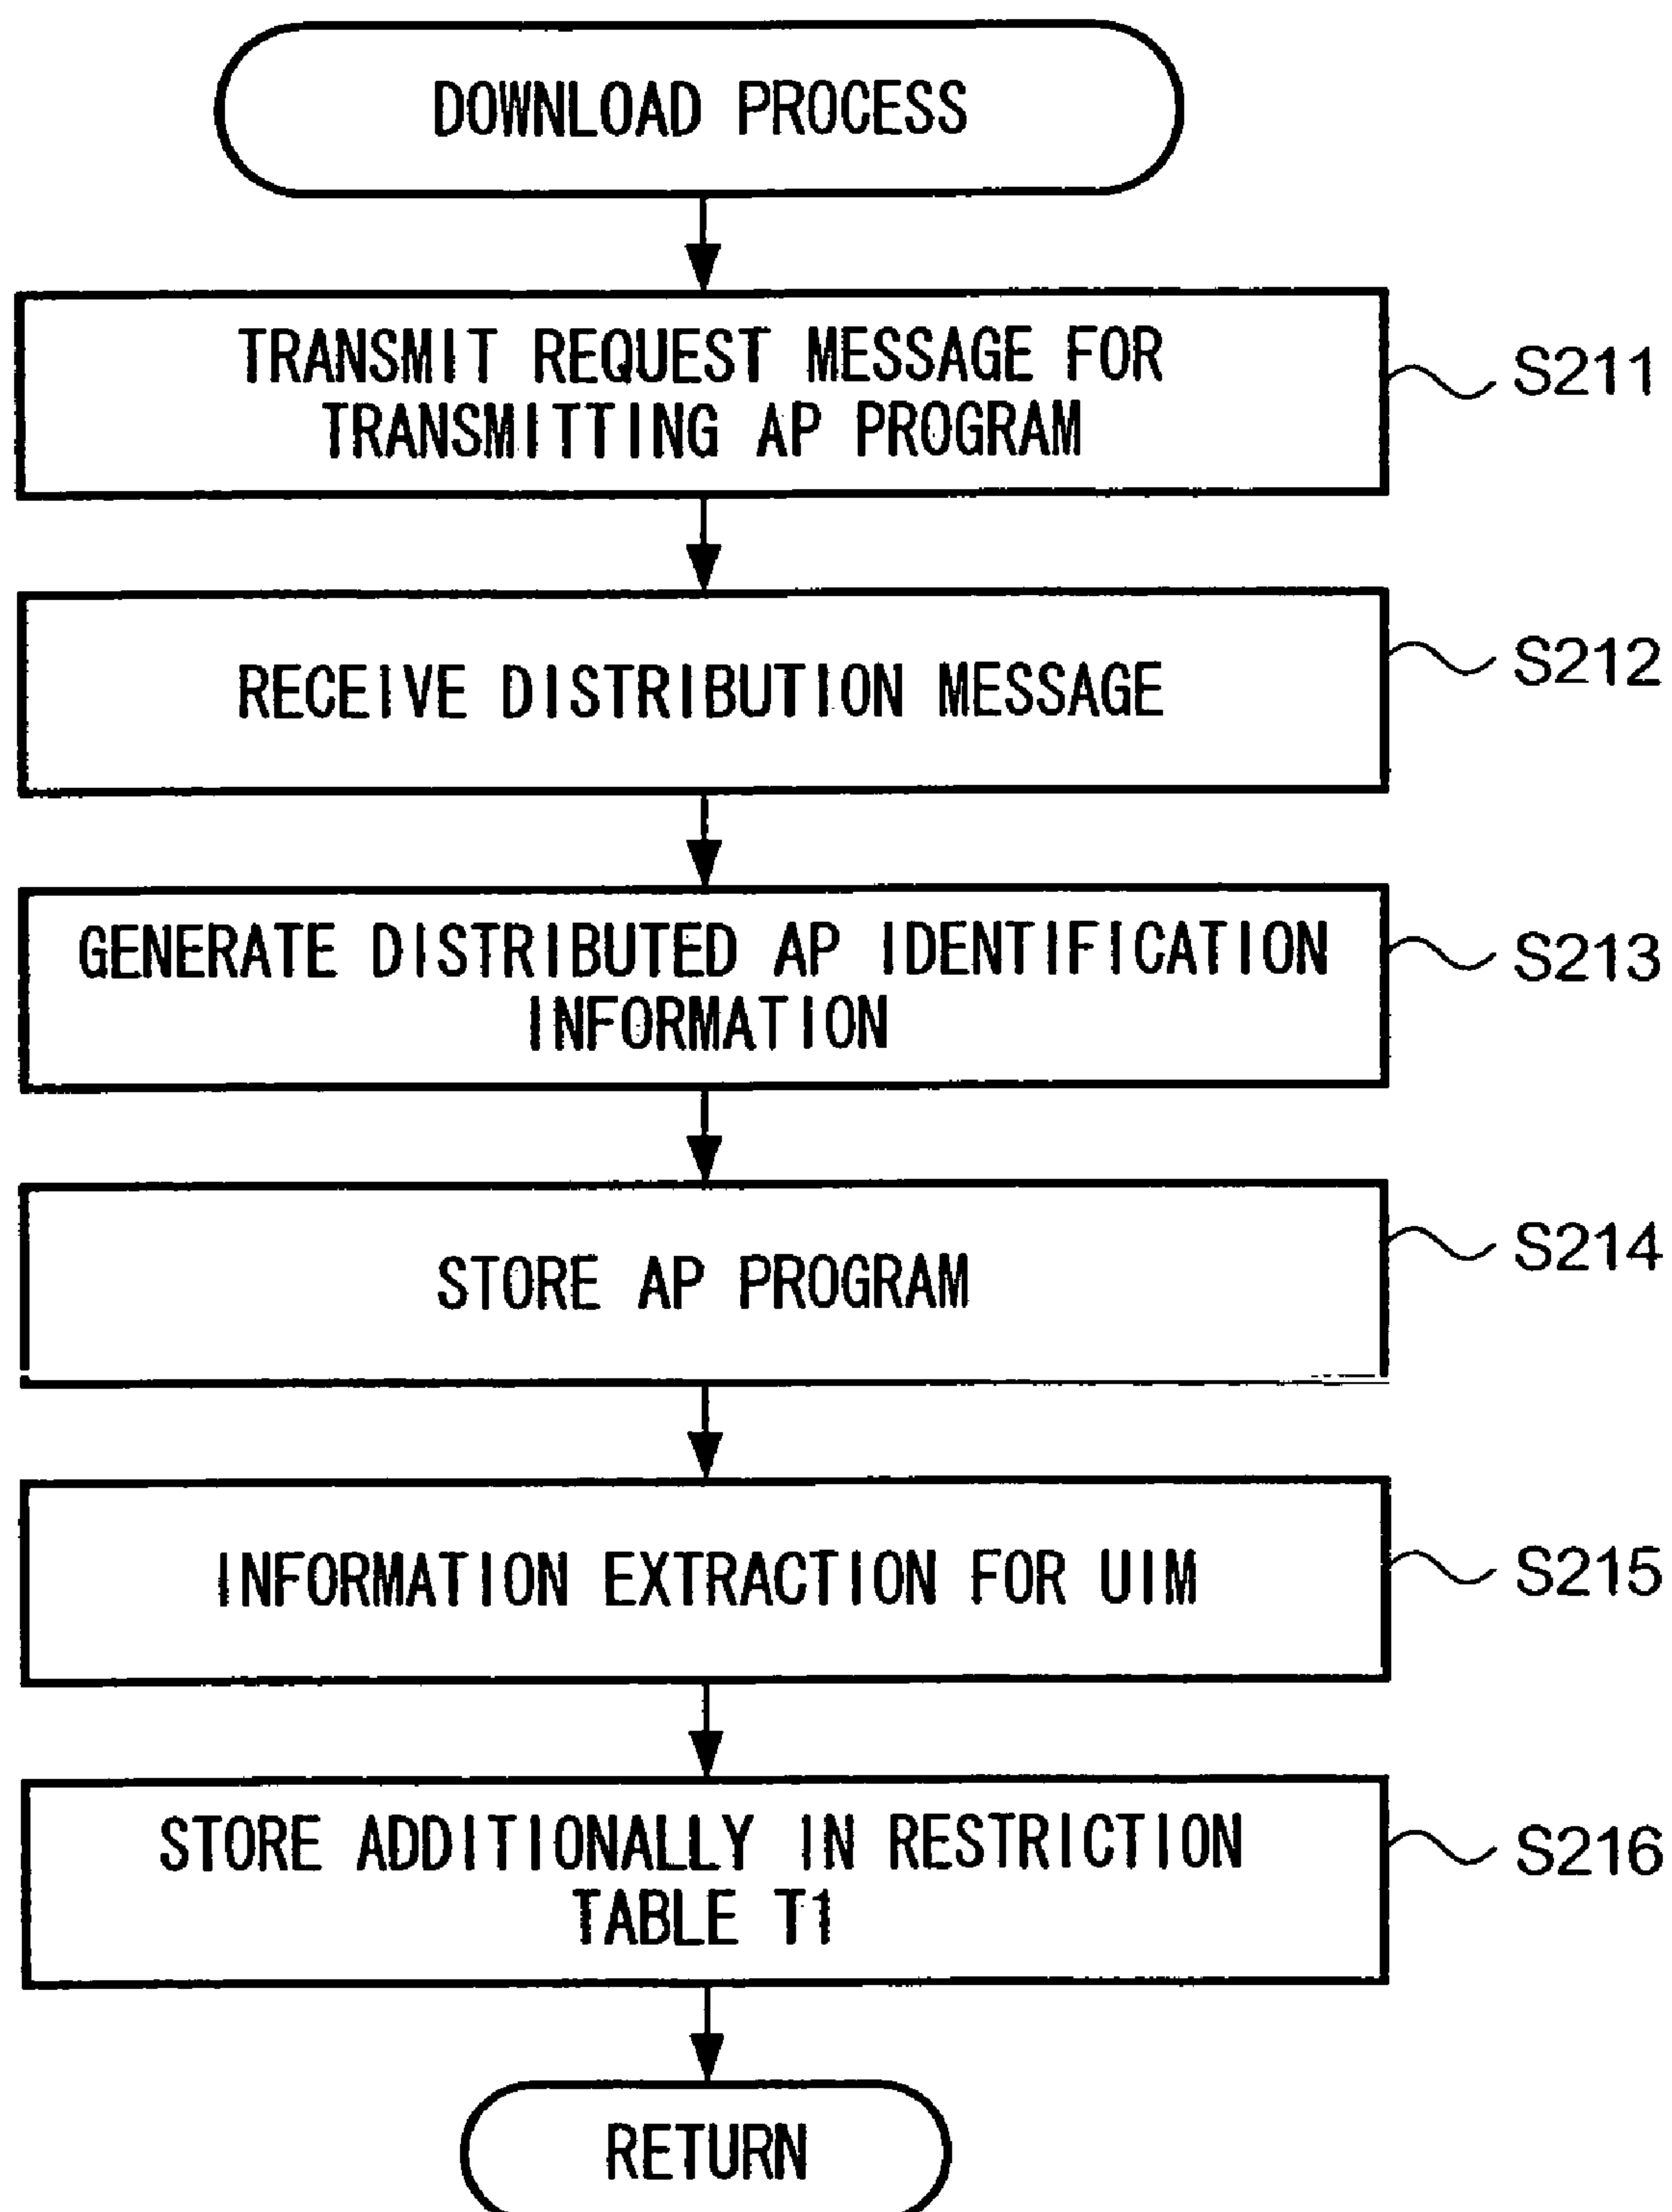 DOWNLOAD PROCESS
TRANSMIT REQUEST MESSAGE FOR
TRANSMITTING AP PROGRAM
S211
RECEIVE DISTRIBUTION MESSAGE
S212
GENERATE DISTRIBUTED AP IDENTIFICATION
INFORMATION
S213
STORE AP PROGRAM
S214
INFORMATION EXTRACTION FOR UIM
S215
STORE ADDITIONALLY IN RESTRICTION
TABLE T1
S216
RETURN